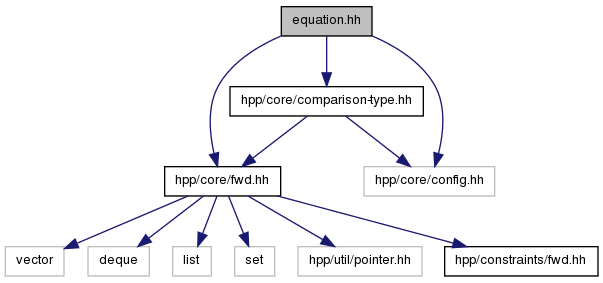 equation.hh
hpp/core/comparison-type.hh
hpp/core/fwd.hh
hpp/core/config.hh
vector
deque
list
set
hpp/util/pointer.hh
hpp/constraints/fwd.hh